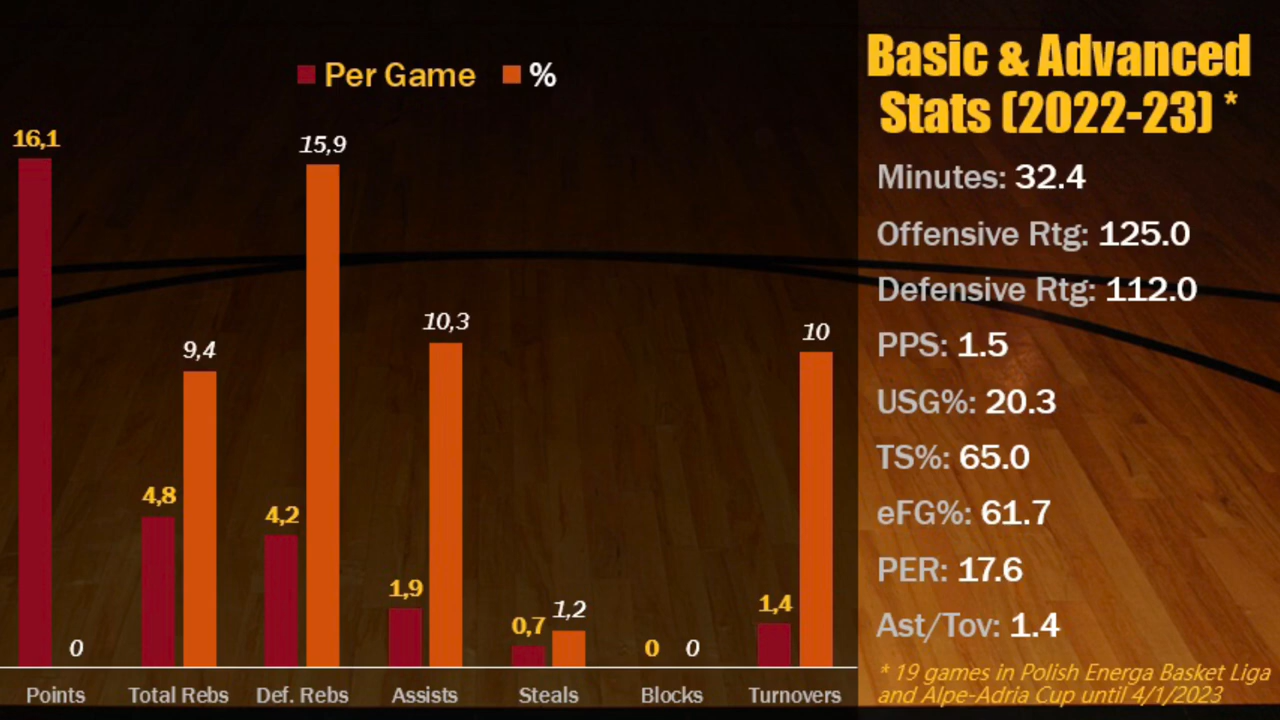 Per Game %
16,1
0
4,8
9,4
4,2
15,9
1,9
10,3
0,7
1,2
0
0
1,4
10
Points Total Rebs Def. Rebs Assists Steals Blocks Turnovers
Basic & Advanced
Stats (2022-23) *
Minutes: 32.4
Offensive Rtg: 125.0
Defensive Rtg: 112.0
PPS: 1.5
USG%: 20.3
TS%: 65.0
eFG%: 61.7
PER: 17.6
Ast/Tov: 1.4
* 19 games in Polish Energa Basket Liga
and Alpe-Adria Cup until 4/1/2023